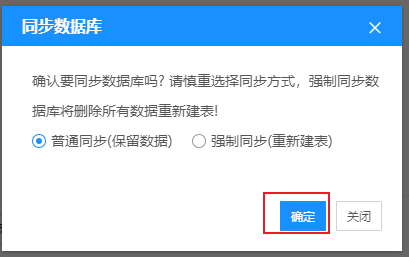 同步数据库
确认要同步数据库吗? 请慎重选择同步方式，强制同步数
据库将删除所有数据重新建表!
普通同步(保留数据) 强制同步(重新建表)
确定 关闭